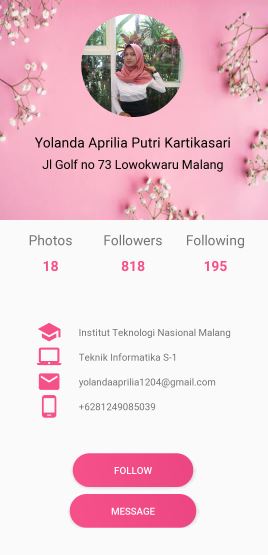 Yolanda Aprilia Putri Kartikasari
Jl Golf no 73 Lowokwaru Malang
Photos Followers Following
18 818 195
Institut Teknologi Nasional Malang
Teknik Informatika S-1
yolandaaprilia1204@gmail.com
+6281249085039
FOLLOW
MESSAGE